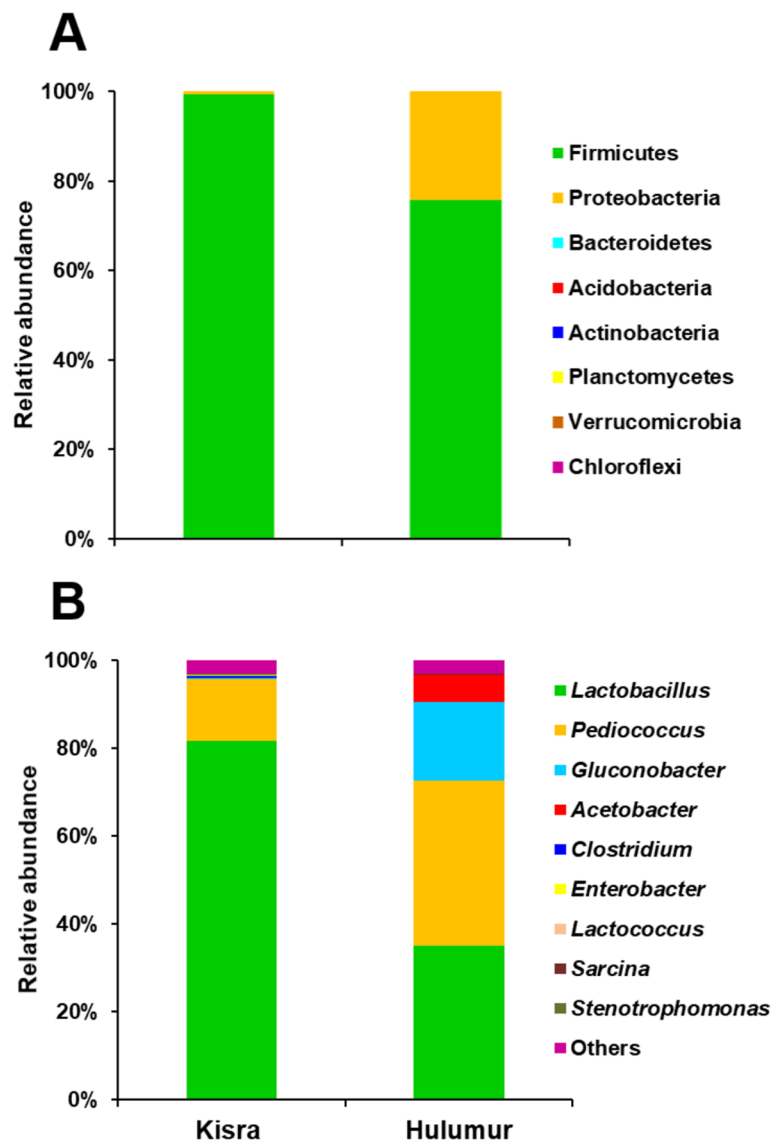 A
100%
80%
60%
40%
20%
0%
Relative abundance
Firmicutes
Proteobacteria
Bacteroidetes
Acidobacteria
Actinobacteria
Planctomycetes
Verrucomicrobia
Chloroflexi
B
100%
80%
60%
40%
20%
0%
Relative abundance
Lactobacillus
Pediococcus
Gluconobacter
Acetobacter
Clostridium
Enterobacter
Lactococcus
Sarcina
Stenotrophomonas
Others
Kisra Hulumur